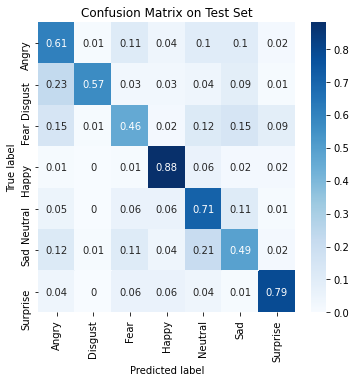 Confusion Matrix on Test Set
True label
Angry 0.61 0.01 0.11 0.04 0.1 0.1 0.02
Disgust 0.23 0.57 0.03 0.03 0.04 0.09 0.01
Fear 0.15 0.01 0.46 0.02 0.12 0.15 0.09
Happy 0.01 0 0.01 0.88 0.06 0.02 0.02
Neutral 0.05 0 0.06 0.06 0.71 0.11 0.01
Sad 0.12 0.01 0.11 0.04 0.21 0.49 0.02
Surprise 0.04 0 0.06 0.06 0.04 0.01 0.79
Angry Disgust Fear Happy Neutral Sad Surprise
Predicted label
0.8
0.7
0.6
0.5
0.4
0.3
0.2
0.1
0.0